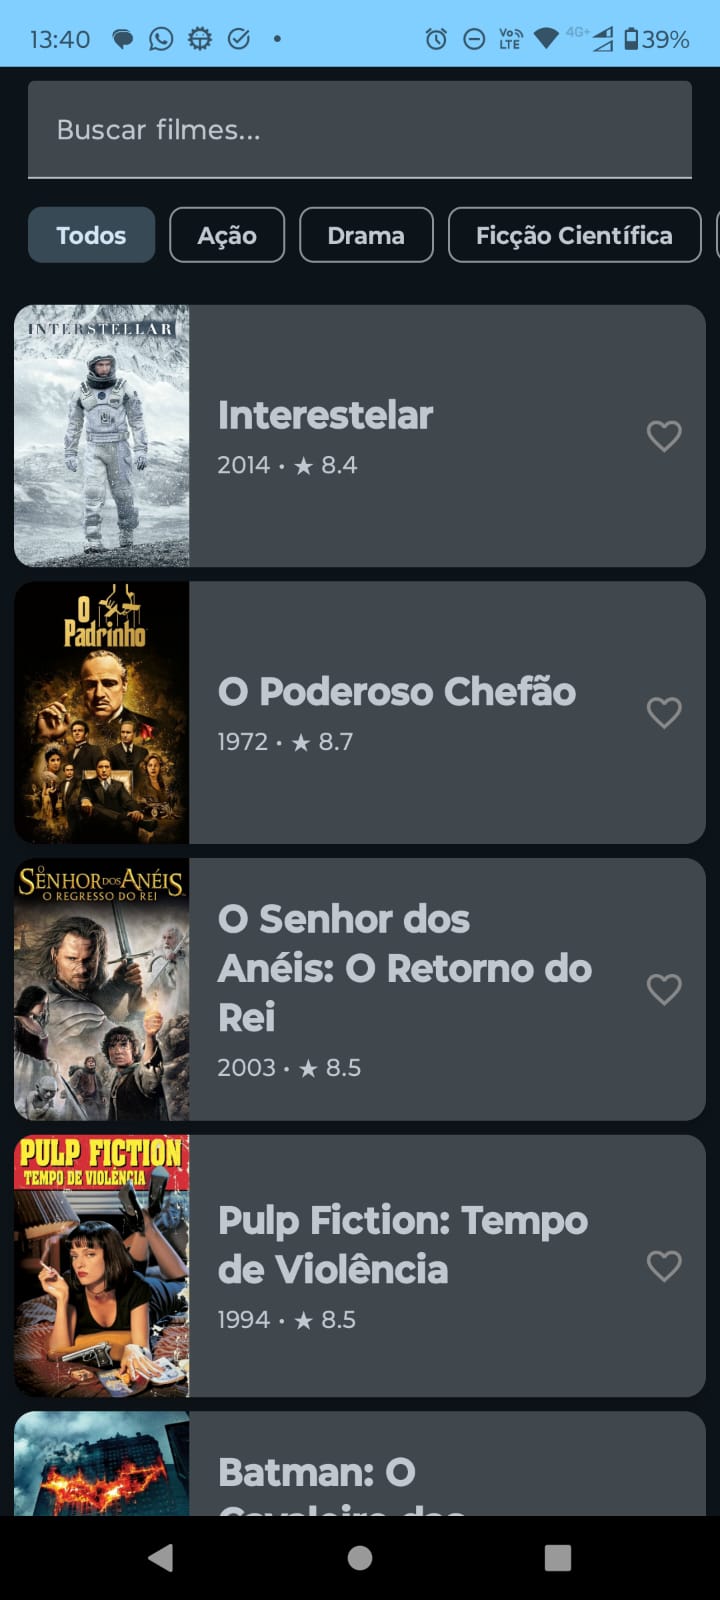 13:40 Vo) LTE 4G+ 39%
Buscar filmes...
Todos Ação Drama Ficção Científica
INTERSTELLAR
Interestelar
2014 • ★ 8.4
O Padrinho
O Poderoso Chefão
1972 • ★ 8.7
O SENHOR DOS ANÉIS
O REGRESSO DO REI
O Senhor dos
Anéis: O Retorno do
Rei
2003 • ★ 8.5
PULP FICTION
TEMPO DE VIOLÊNCIA
Pulp Fiction: Tempo
de Violência
1994 • ★ 8.5
Batman: O
Cavaleiro das